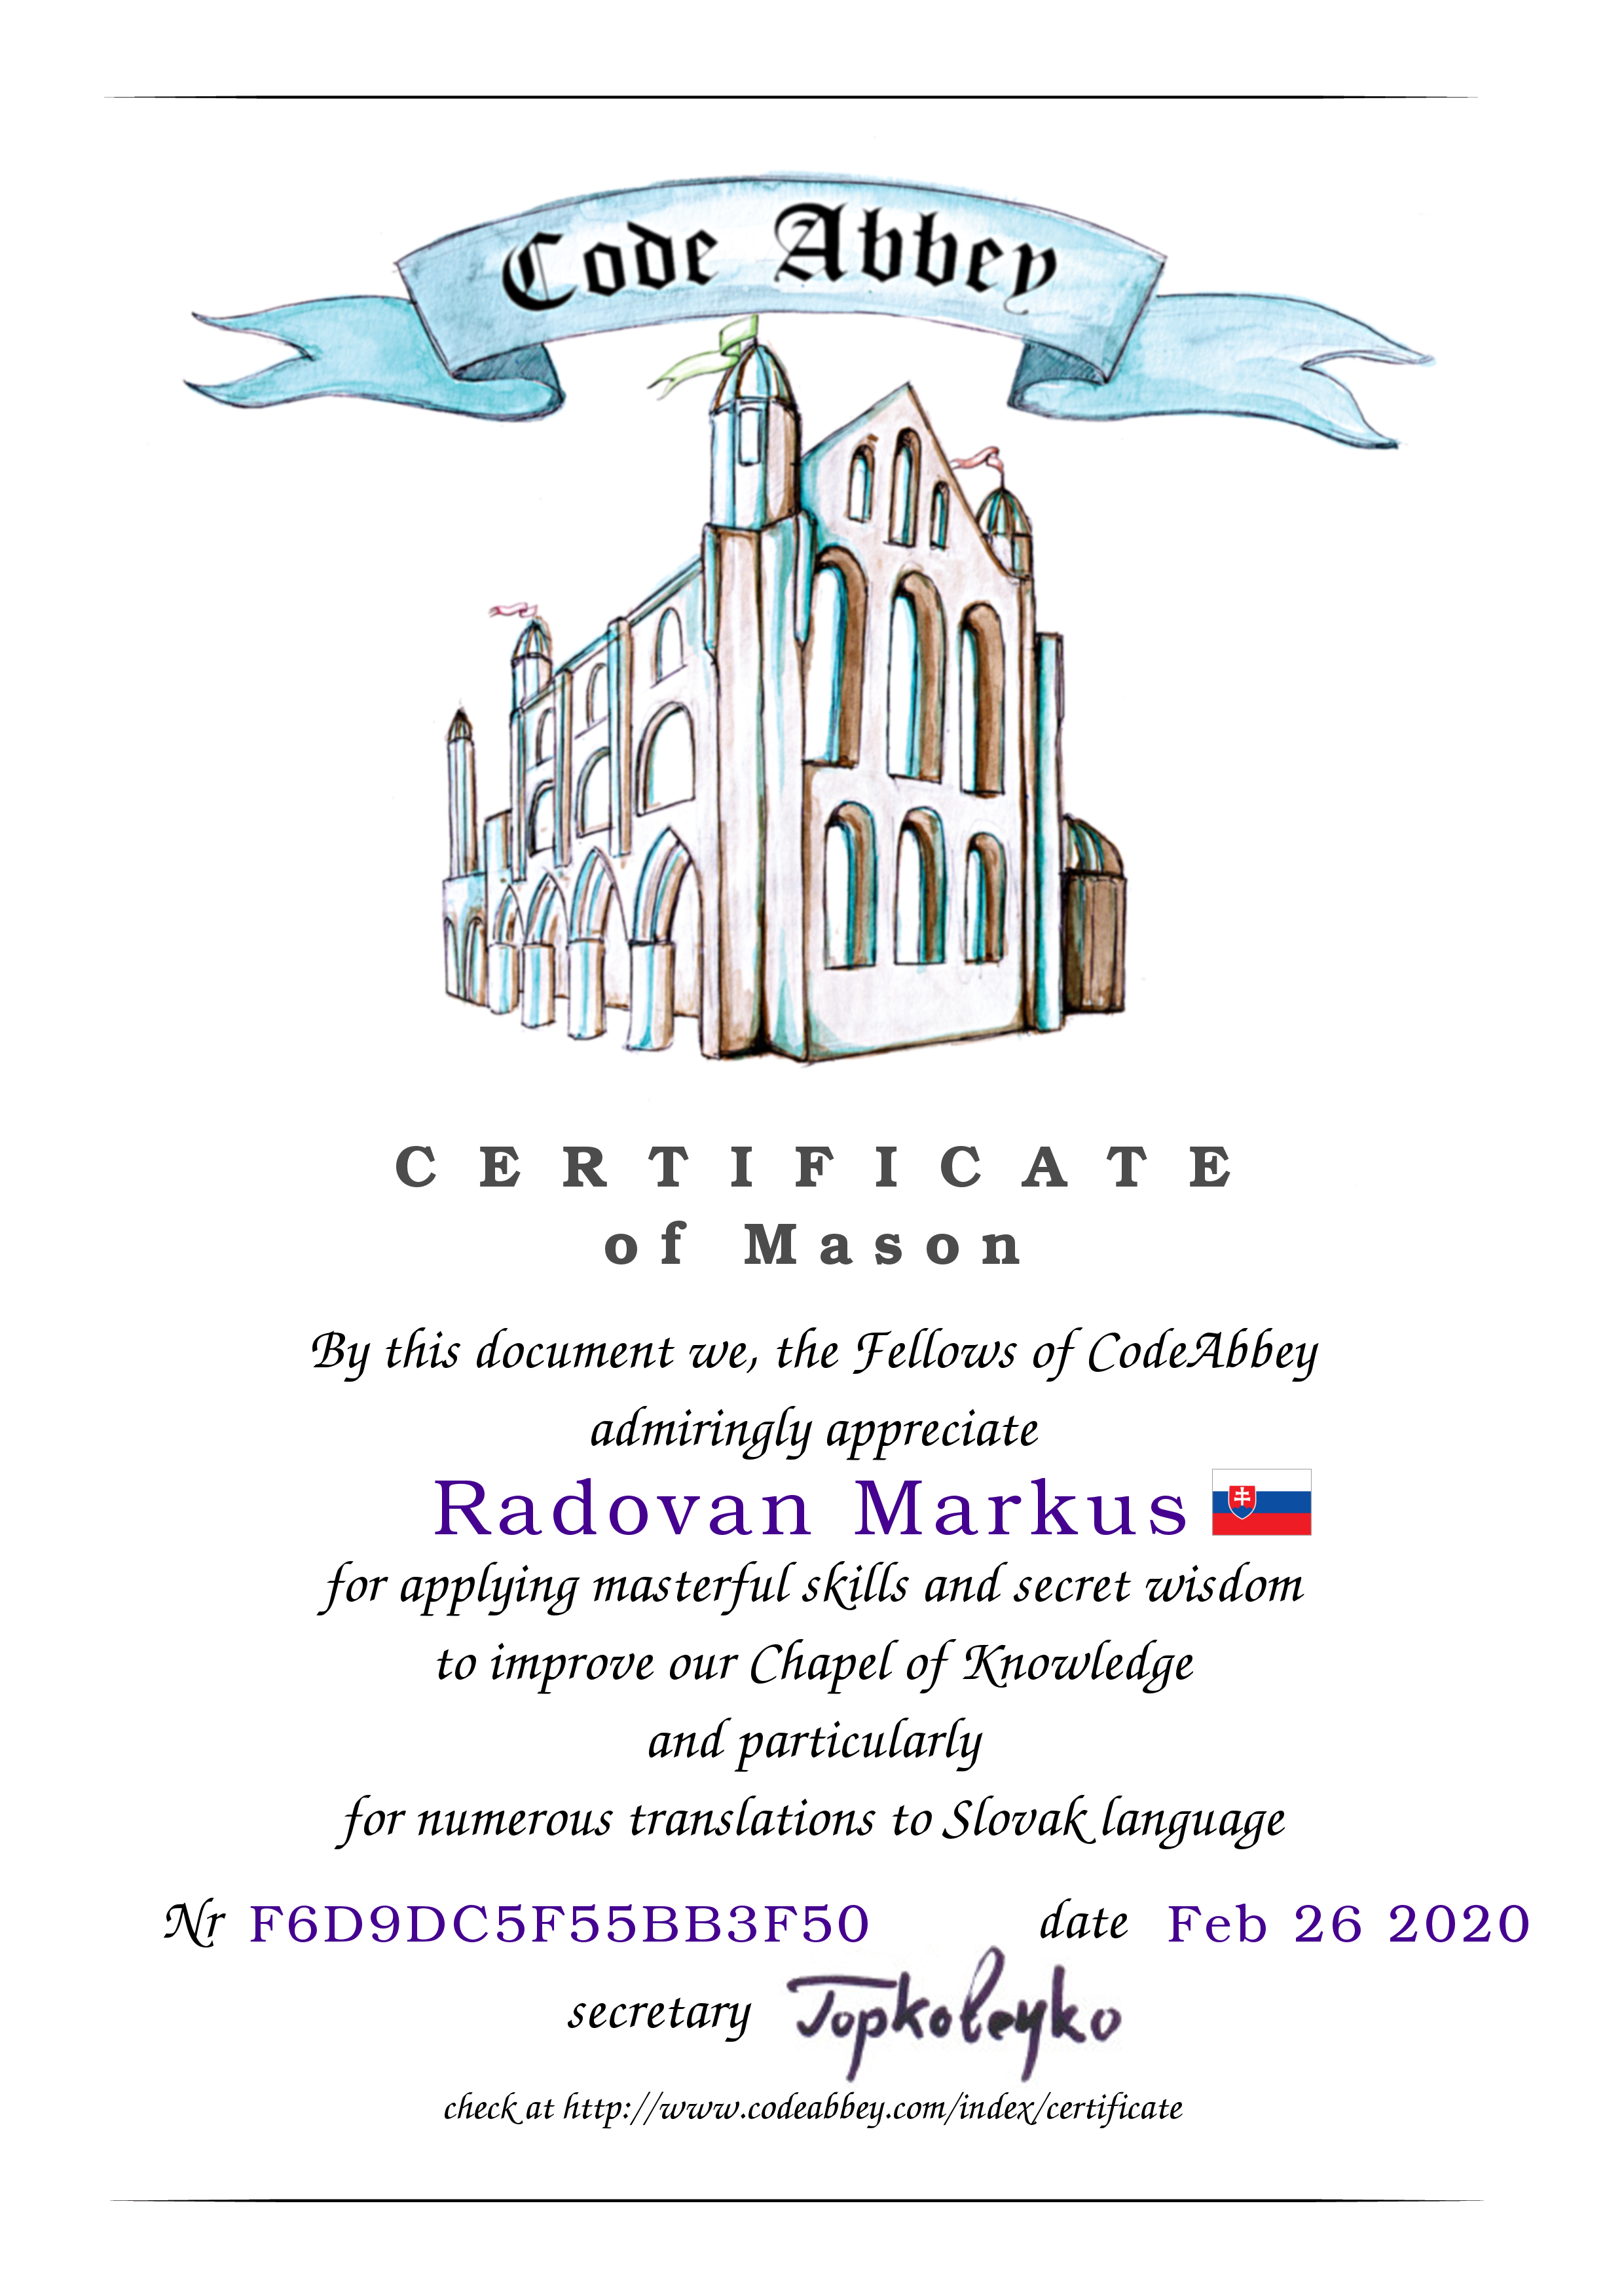 Code Abbey
CERTIFICATE
of Mason
By this document we, the Fellows of CodeAbbey
admiringly appreciate
Radovan Markus
for applying masterful skills and secret wisdom
to improve our Chapel of Knowledge
and particularly
for numerous translations to Slovak language
Nr F6D9DC5F55BB3F50 date Feb 26 2020
secretary
check at http://www.codeabbey.com/index/certificate